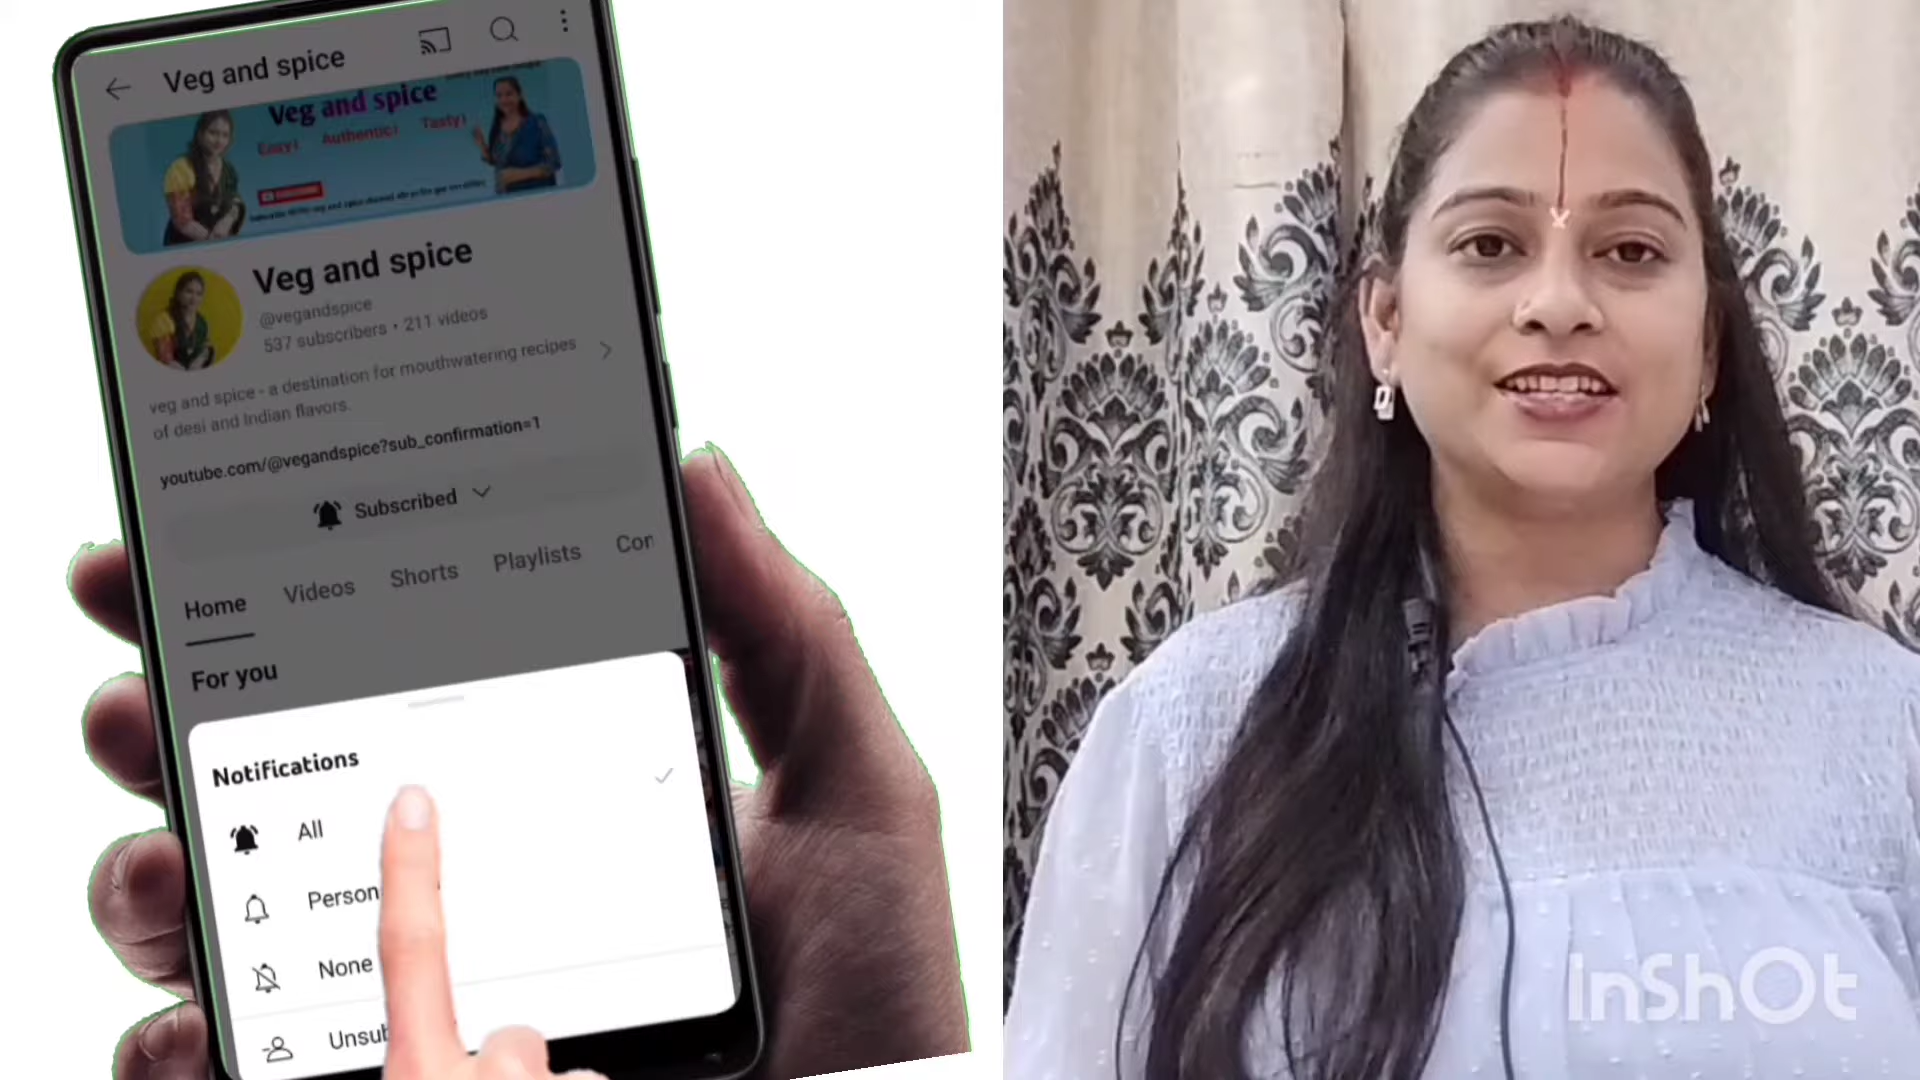 Veg and spice
Veg and spice
Easy! Authentic! Tasty!
Veg and spice
@vegandspice
537 subscribers • 211 videos
veg and spice - a destination for mouthwatering recipes
of desi and Indian flavors.
youtube.com/@vegandspice?sub_confirmation=1
Subscribed
Home Videos Shorts Playlists Con
For you
Notifications
All
Person
None
Unsub
InShOt